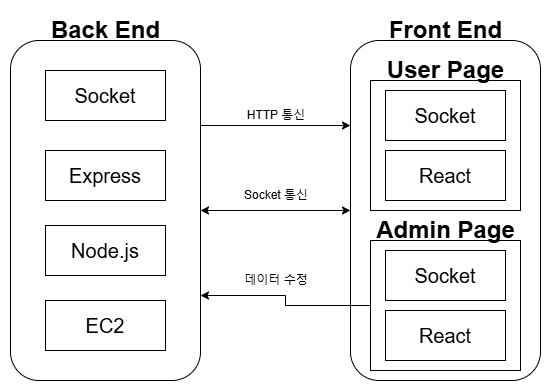 Back End
Socket
Express
Node.js
EC2
HTTP 통신
Socket 통신
데이터 수정
Front End
User Page
Socket
React
Admin Page
Socket
React